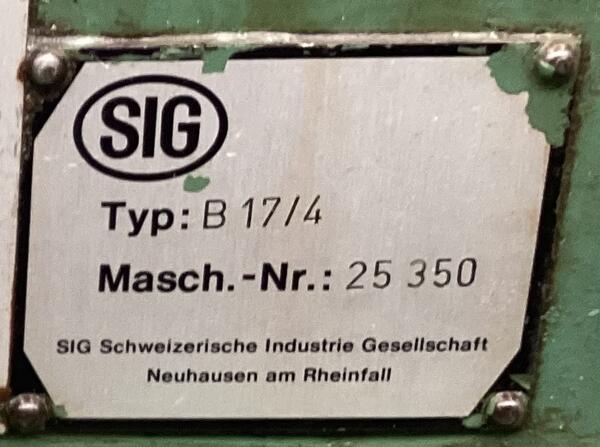 SIG
Typ: B 17/4
Masch.-Nr.: 25 350
SIG Schweizerische Industrie Gesellschaft
Neuhausen am Rheinfall